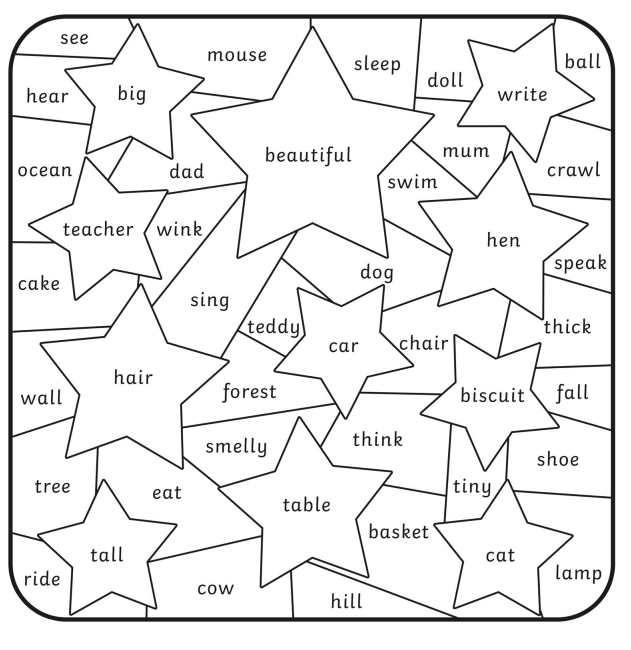 see
mouse
sleep
doll
ball
hear
big
write
beautiful
mum
ocean
dad
swim
crawl
teacher
wink
hen
speak
cake
sing
dog
teddy
car
chair
thick
wall
hair
forest
biscuit
fall
smelly
think
shoe
tree
eat
table
tiny
basket
ride
tall
cow
hill
cat
lamp